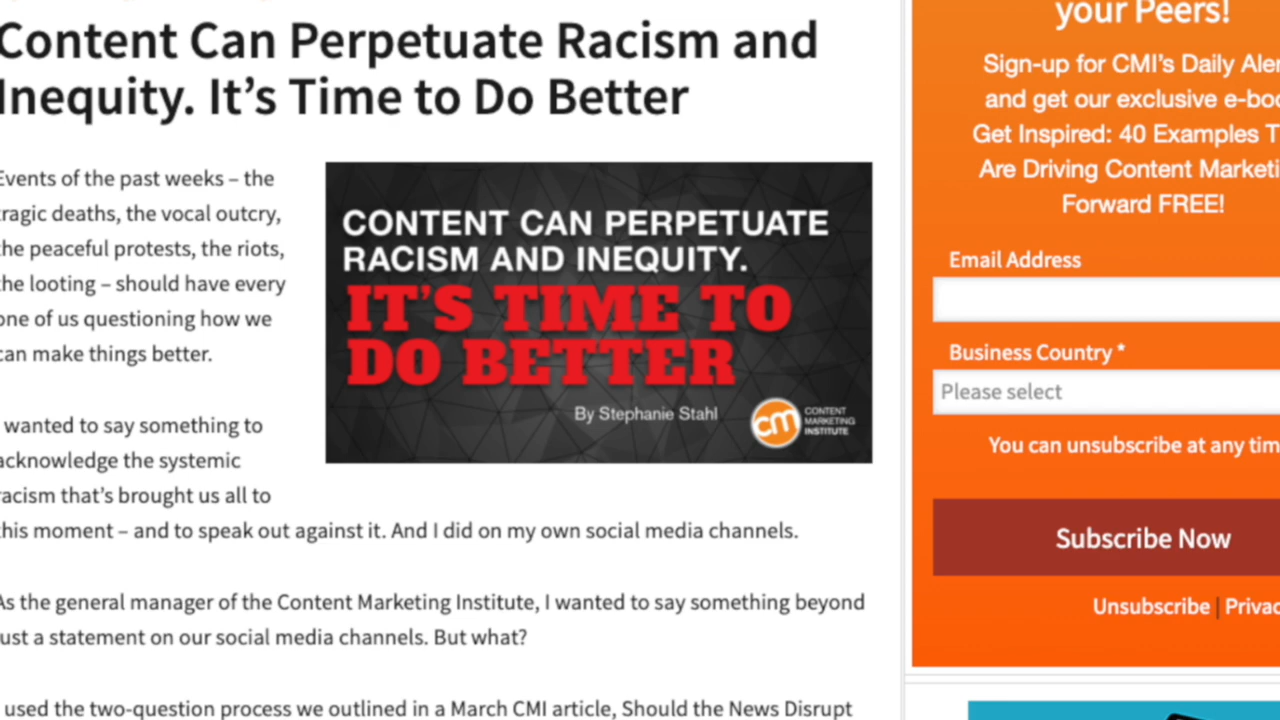 Content Can Perpetuate Racism and
Inequity. It's Time to Do Better
Events of the past weeks – the
tragic deaths, the vocal outcry,
the peaceful protests, the riots,
the looting – should have every
one of us questioning how we
can make things better.
CONTENT CAN PERPETUATE
RACISM AND INEQUITY.
IT'S TIME TO
DO BETTER
By Stephanie Stahl
cm CONTENT
MARKETING
INSTITUTE
wanted to say something to
acknowledge the systemic
racism that's brought us all to
this moment – and to speak out against it. And I did on my own social media channels.
As the general manager of the Content Marketing Institute, I wanted to say something beyond
just a statement on our social media channels. But what?
used the two-question process we outlined in a March CMI article, Should the News Disrupt
your Peers!
Sign-up for CMI's Daily Aler
and get our exclusive e-boo
Get Inspired: 40 Examples T
Are Driving Content Marketi
Forward FREE!
Email Address
Business Country *
Please select
You can unsubscribe at any tim
Subscribe Now
Unsubscribe | Privac